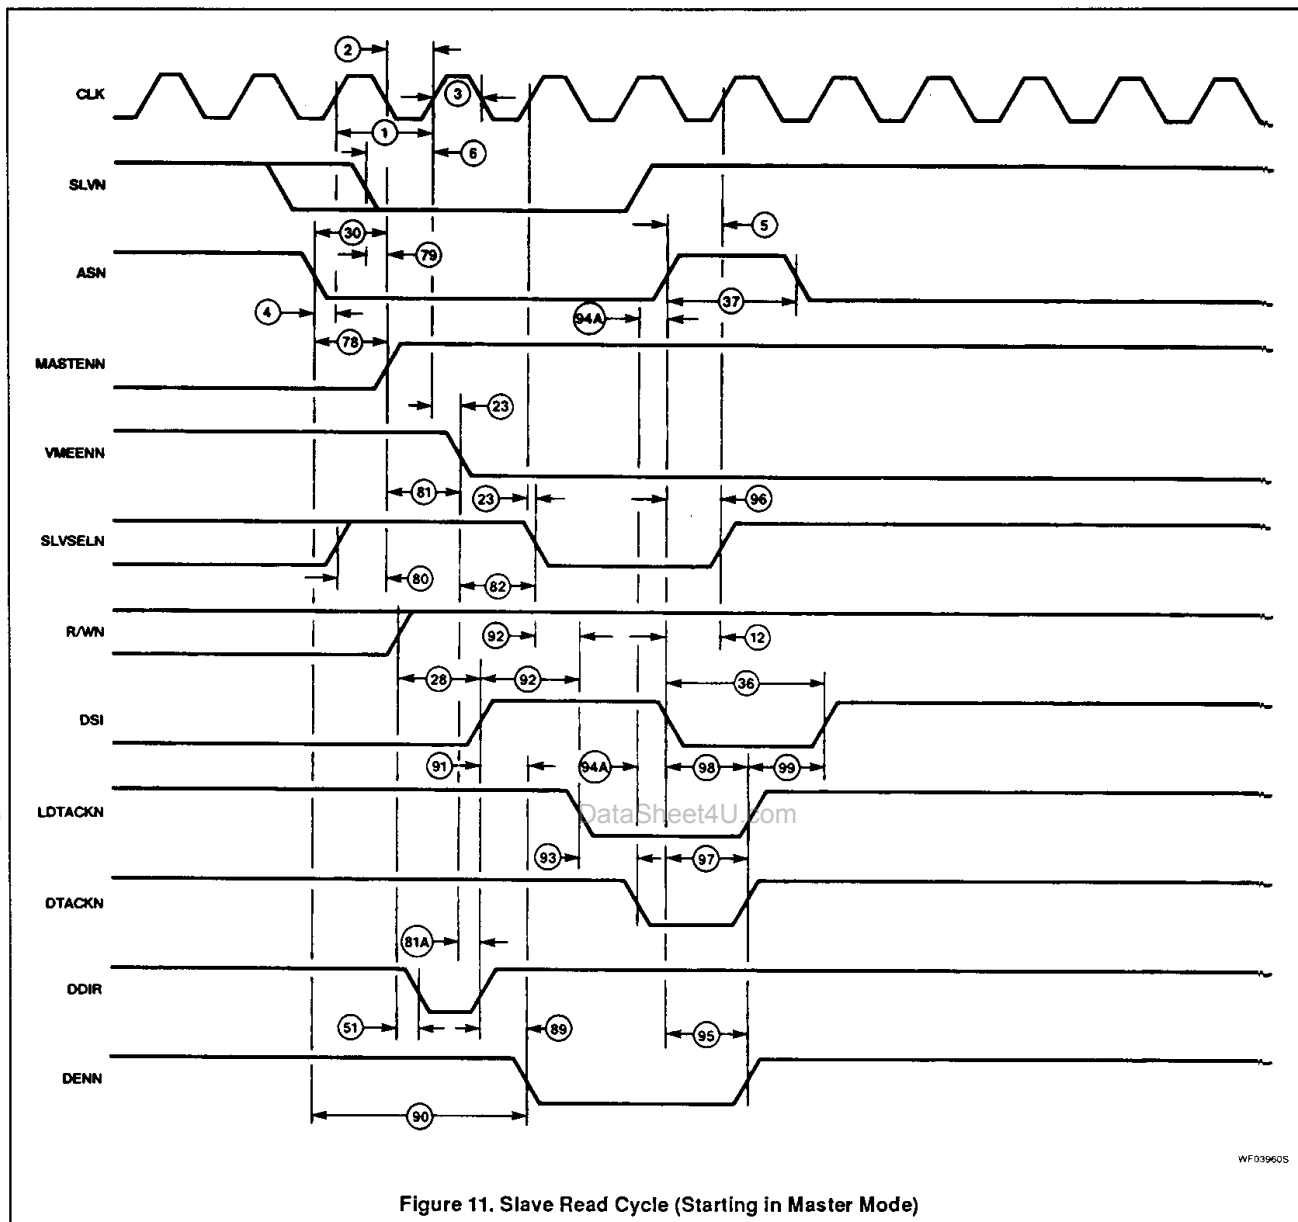 2
CLK
3
1
6
SLVN
30
5
79
ASN
37
4
94A
78
MASTENN
23
VMEENN
81
23
96
SLVSELN
80
82
R/WN
92
12
28
92
36
DSI
91
94A
98
99
LDTACKN
DataSheet4U.com
93
97
DTACKN
81A
DDIR
51
89
95
DENN
90
WF03960S
Figure 11. Slave Read Cycle (Starting in Master Mode)